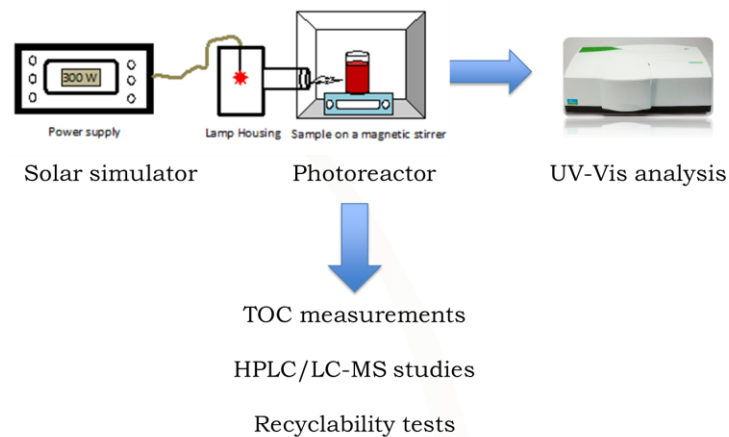 300 W
Power supply
Lamp Housing
Sample on a magnetic stirrer
Solar simulator
Photoreactor
UV-Vis analysis
TOC measurements
HPLC/LC-MS studies
Recyclability tests